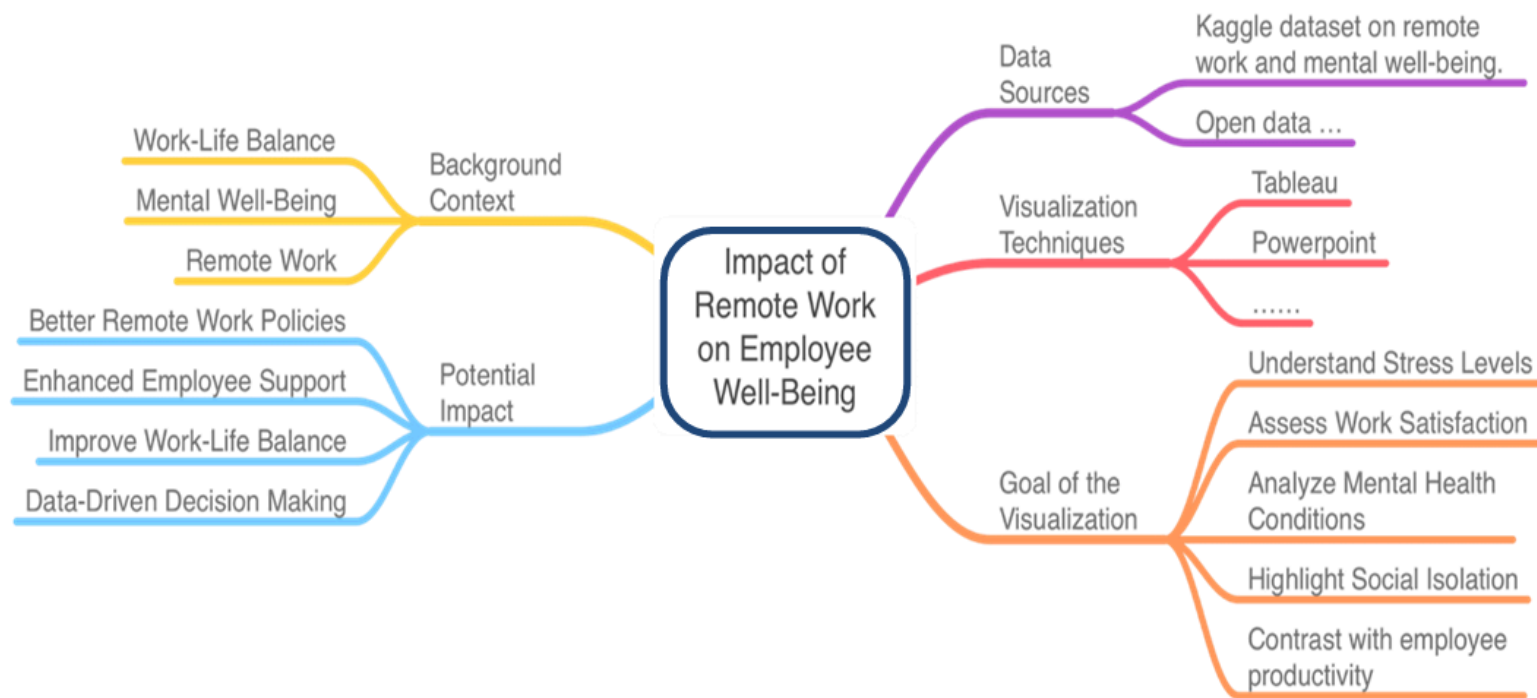 Impact of
Remote Work
on Employee
Well-Being
Background
Context
Work-Life Balance
Mental Well-Being
Remote Work
Potential
Impact
Better Remote Work Policies
Enhanced Employee Support
Improve Work-Life Balance
Data-Driven Decision Making
Data
Sources
Kaggle dataset on remote
work and mental well-being.
Open data ...
Visualization
Techniques
Tableau
Powerpoint
......
Goal of the
Visualization
Understand Stress Levels
Assess Work Satisfaction
Analyze Mental Health
Conditions
Highlight Social Isolation
Contrast with employee
productivity